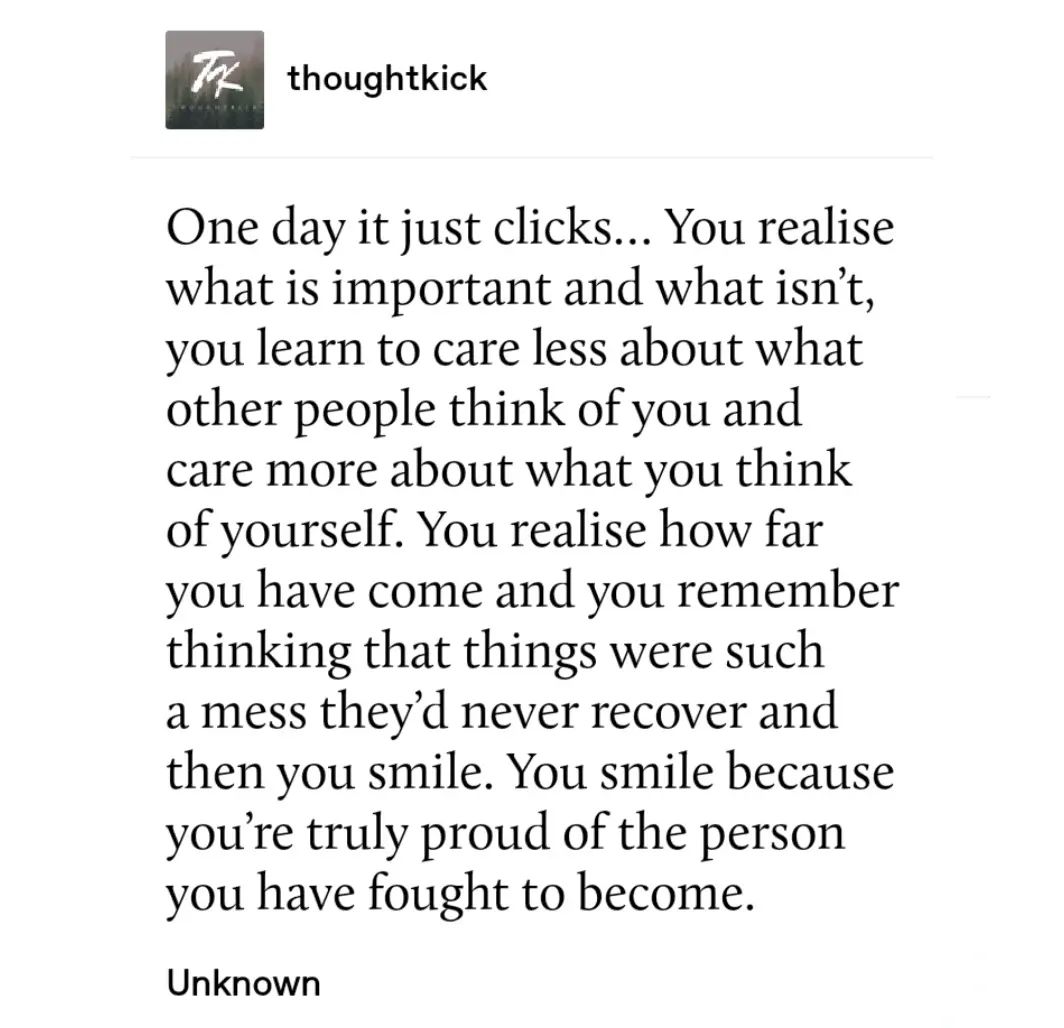 TK
thoughtkick
One day it just clicks... You realise
what is important and what isn’t,
you learn to care less about what
other people think of you and
care more about what you think
of yourself. You realise how far
you have come and you remember
thinking that things were such
a mess they’d never recover and
then you smile. You smile because
you’re truly proud of the person
you have fought to become.
Unknown